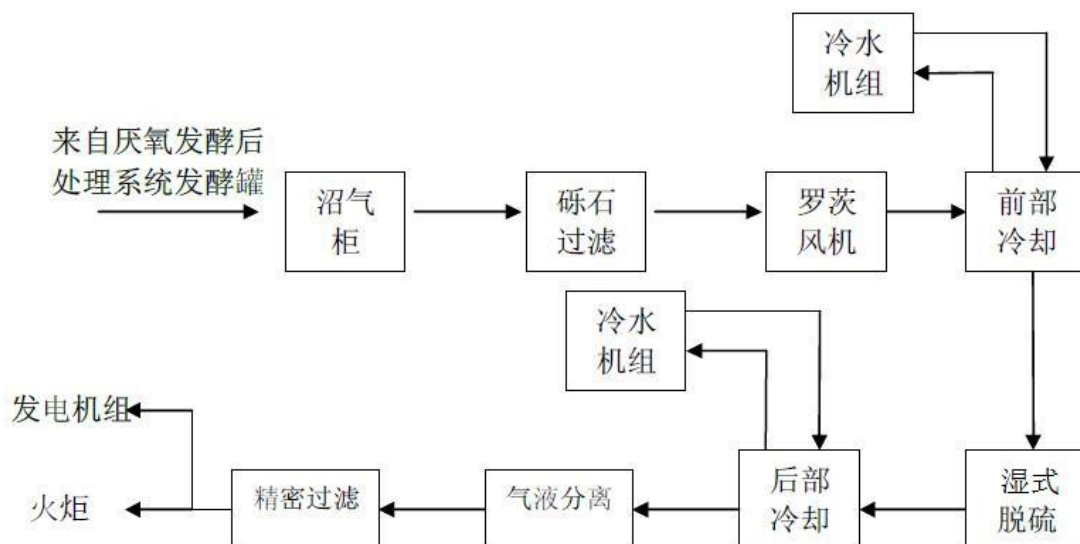 冷水
机组
来自厌氧发酵后
处理系统发酵罐
沼气
柜
砾石
过滤
罗茨
风机
前部
冷却
冷水
机组
发电机组
火炬
精密过滤
气液分离
后部
冷却
湿式
脱硫